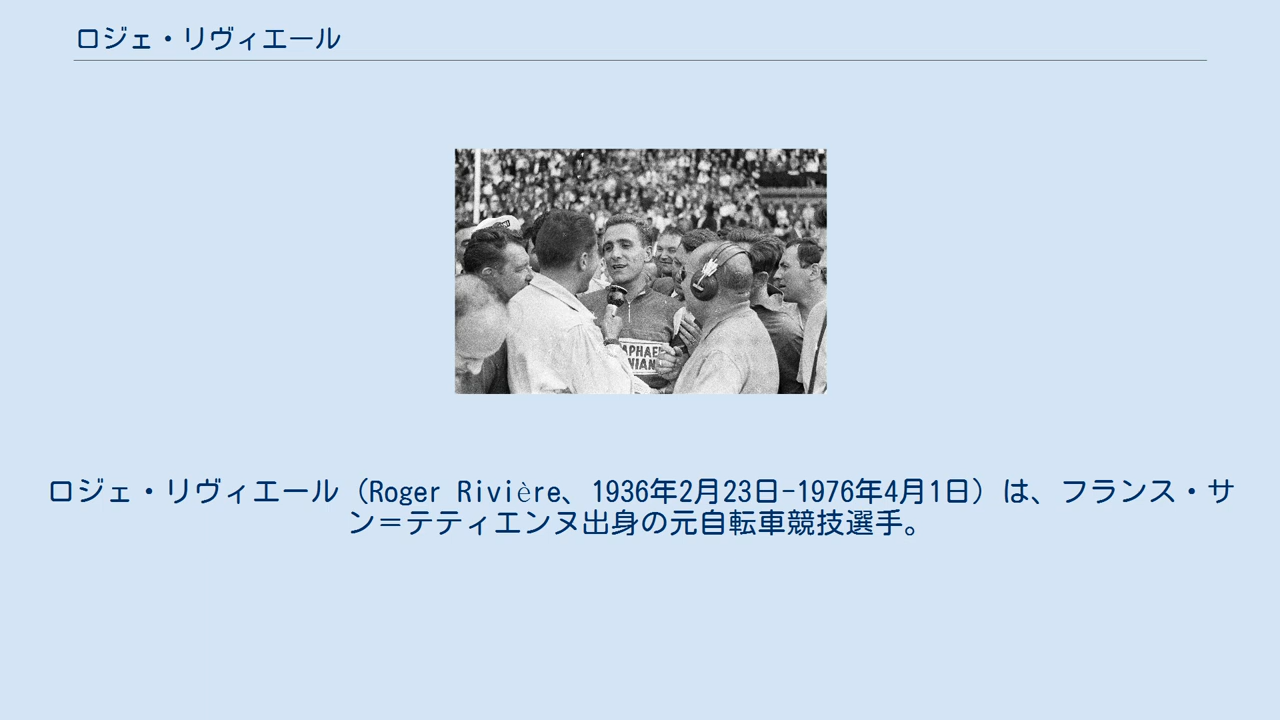 ロジェ・リヴィエール
APHAE
NIAN
ロジェ・リヴィエール（Roger Rivière、1936年2月23日-1976年4月1日）は、フランス・サ
ン＝テティエンヌ出身の元自転車競技選手。